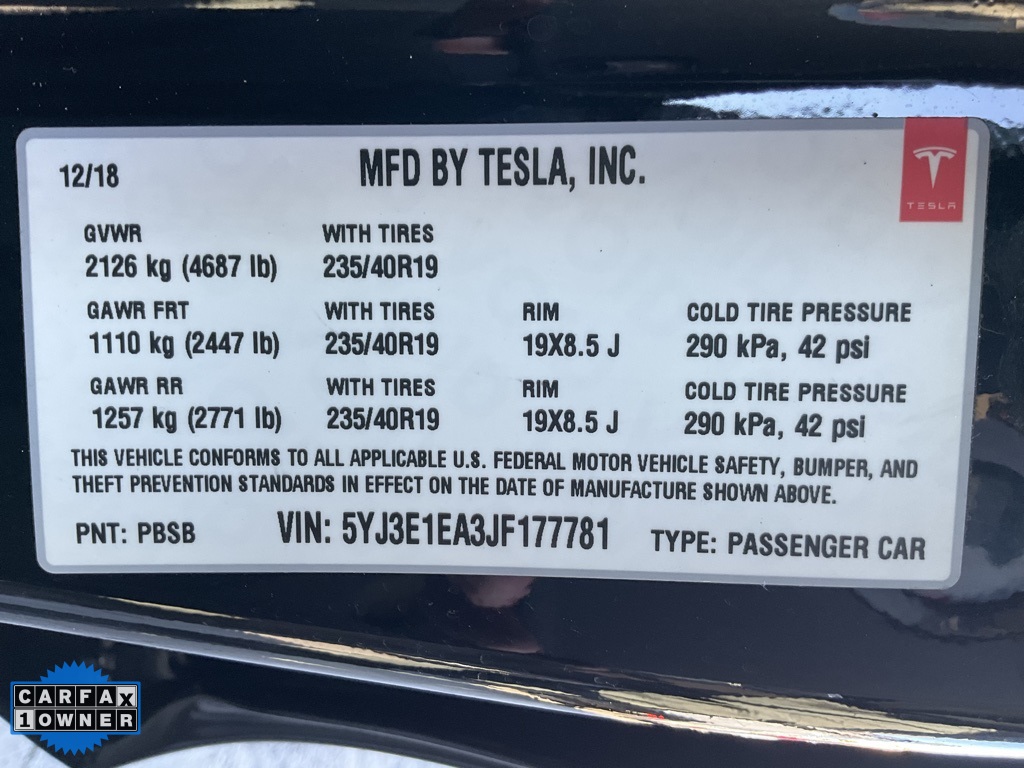 12/18
MFD BY TESLA, INC.
TESLA
GVWR WITH TIRES
2126 kg (4687 lb) 235/40R19
GAWR FRT WITH TIRES RIM COLD TIRE PRESSURE
1110 kg (2447 lb) 235/40R19 19X8.5 J 290 kPa, 42 psi
GAWR RR WITH TIRES RIM COLD TIRE PRESSURE
1257 kg (2771 lb) 235/40R19 19X8.5 J 290 kPa, 42 psi
THIS VEHICLE CONFORMS TO ALL APPLICABLE U.S. FEDERAL MOTOR VEHICLE SAFETY, BUMPER, AND
THEFT PREVENTION STANDARDS IN EFFECT ON THE DATE OF MANUFACTURE SHOWN ABOVE.
PNT: PBSB VIN: 5YJ3E1EA3JF177781 TYPE: PASSENGER CAR
CARFAX
1 OWNER